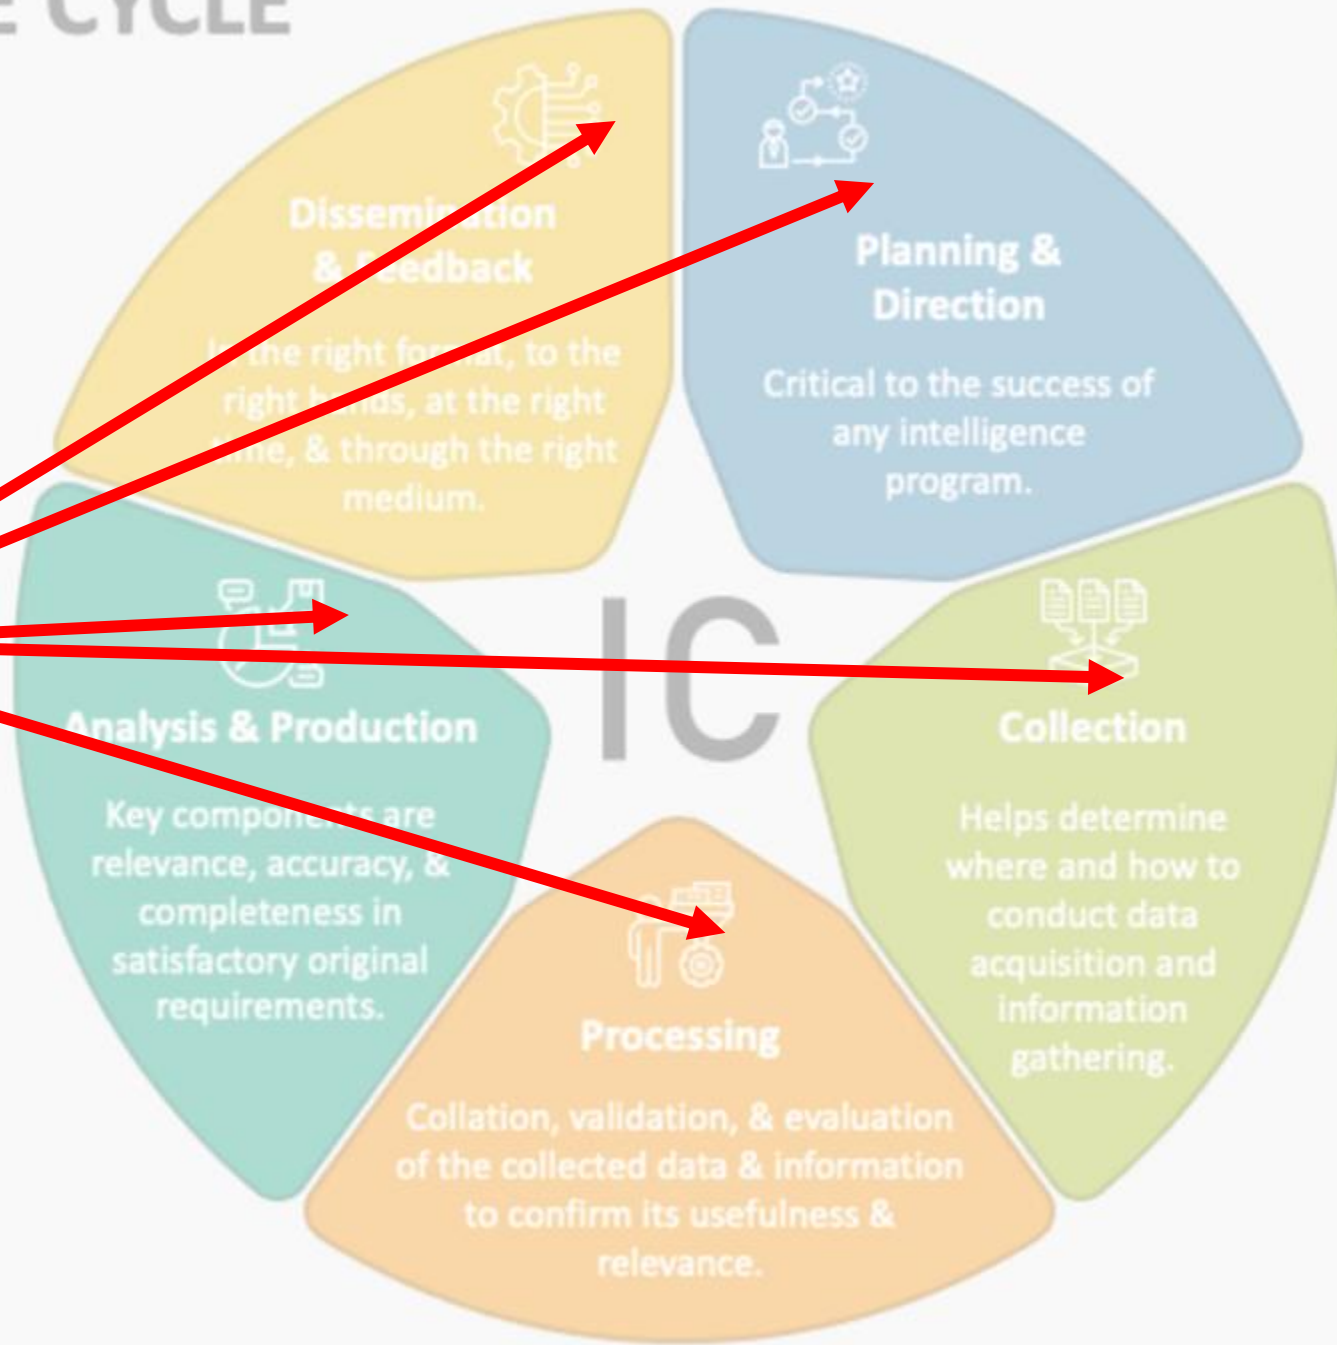 E CYCLE
Dissemination
& Feedback
In the right format, to the
right hands, at the right
time, & through the right
medium.
Planning &
Direction
Critical to the success of
any intelligence
program.
IC
Analysis & Production
Key components are
relevance, accuracy, &
completeness in
satisfactory original
requirements.
Collection
Helps determine
where and how to
conduct data
acquisition and
information
gathering.
Processing
Collation, validation, & evaluation
of the collected data & information
to confirm its usefulness &
relevance.